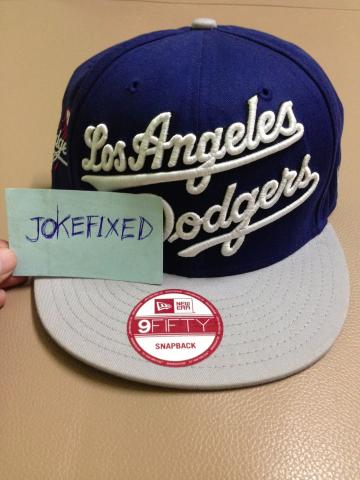 Los Angeles
Dodgers
JOKEFIXED
NEW ERA
9FIFTY
SNAPBACK